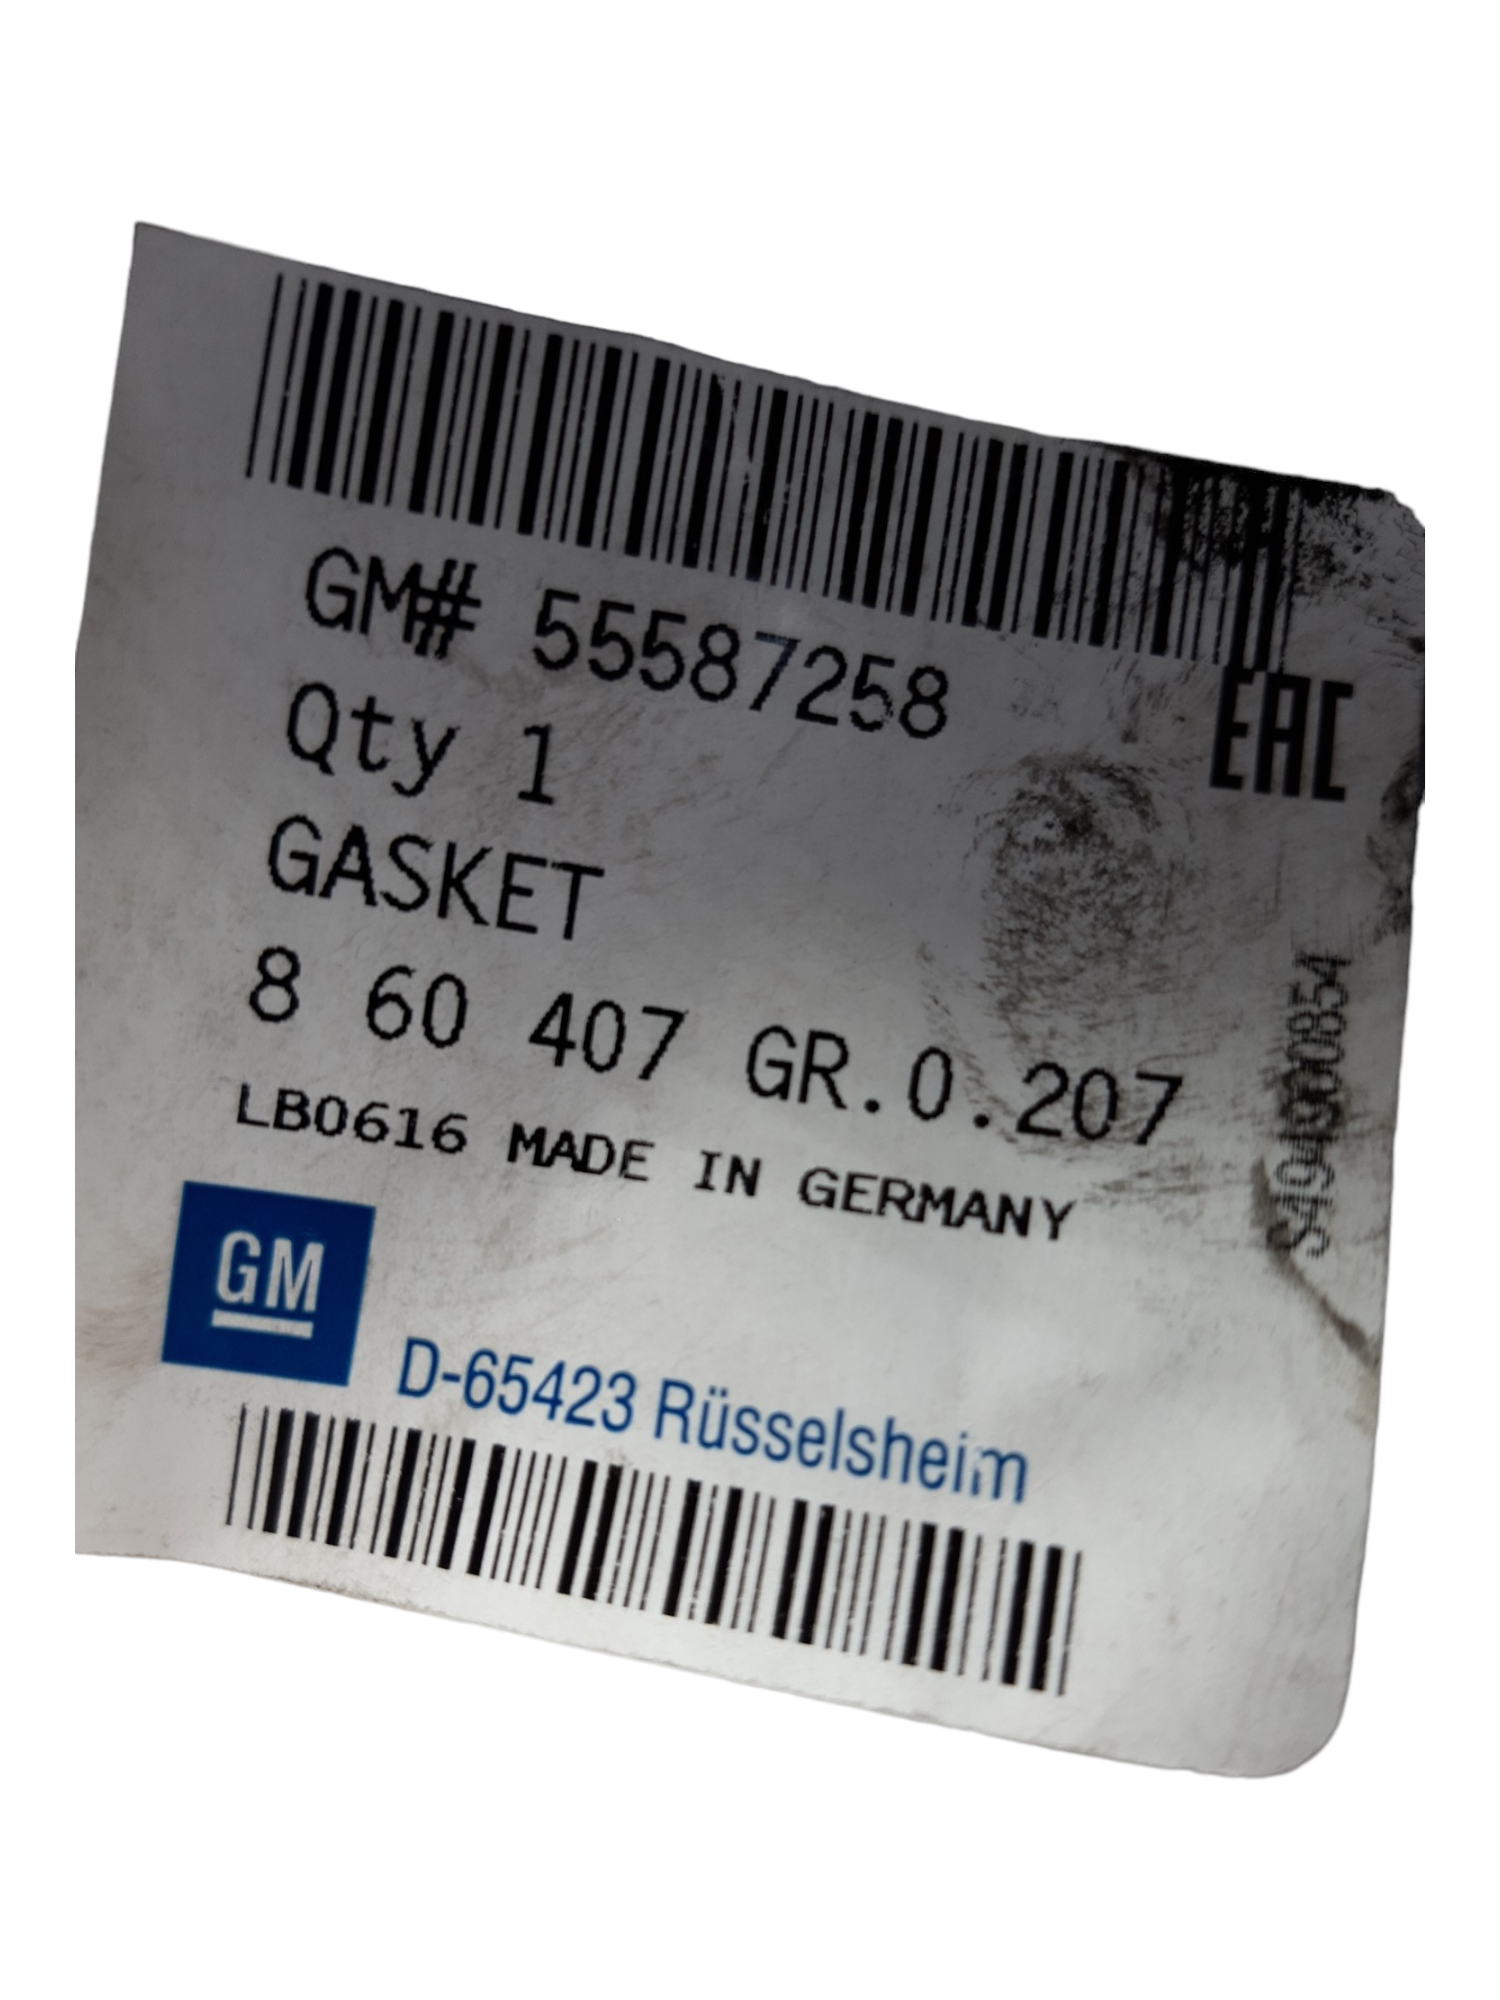 GM# 55587258
Qty 1
EAC
GASKET
8 60 407 GR.0.207
LB0616 MADE IN GERMANY
S494900854
GM
D-65423 Rüsselsheim